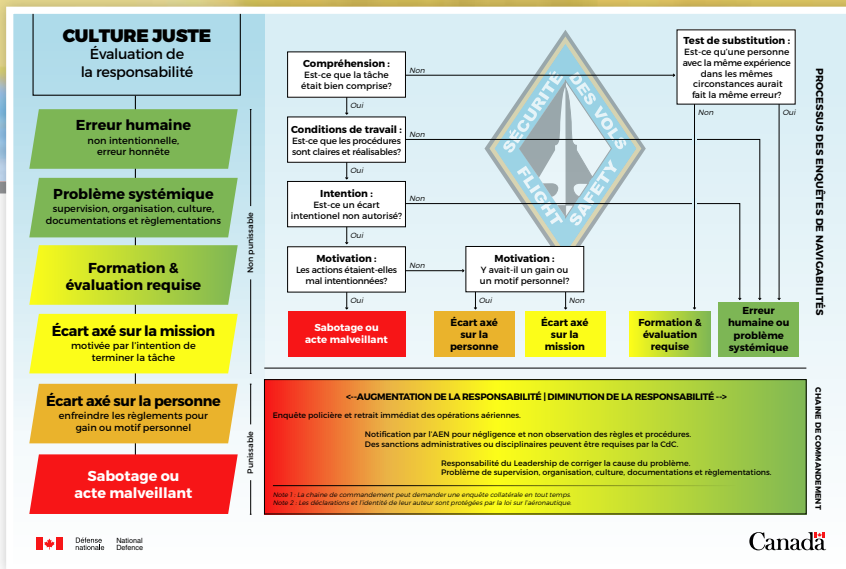 CULTURE JUSTE
Évaluation de
la responsabilité
Erreur humaine
non intentionnelle,
erreur honnête
Problème systémique
supervision, organisation, culture,
documentations et règlementations
Formation &
évaluation requise
Écart axé sur la mission
motivée par l'intention de
terminer la tâche
Écart axé sur la personne
enfreindre les règlements pour
gain ou motif personnel
Sabotage ou
acte malveillant
Non punissable
Punissable
Compréhension :
Est-ce que la tâche
était bien comprise?
Non
Oui
Test de substitution :
Est-ce qu'une personne
avec la même expérience
dans les mêmes
circonstances aurait
fait la même erreur?
Non
Oui
Conditions de travail :
Est-ce que les procédures
sont claires et réalisables?
Non
Oui
Intention :
Est-ce un écart
intentionnel non autorisé?
Non
Oui
Motivation :
Les actions étaient-elles
mal intentionnées?
Non
Oui
Motivation :
Y avait-il un gain ou
un motif personnel?
Oui
Non
SÉCURITÉ
DES VOLS
FLIGHT
SAFETY
Sabotage ou
acte malveillant
Écart axé
sur la
personne
Écart axé
sur la
mission
Formation &
évaluation
requise
Erreur
humaine ou
problème
systémique
PROCESSUS DES ENQUÊTES DE NAVIGABILITÉS
<--AUGMENTATION DE LA RESPONSABILITÉ | DIMINUTION DE LA RESPONSABILITÉ -->
Enquête policière et retrait immédiat des opérations aériennes.
Notification par l'AEN pour négligence et non observation des règles et procédures.
Des sanctions administratives ou disciplinaires peuvent être requises par la CdC.
Responsabilité du Leadership de corriger la cause du problème.
Problème de supervision, organisation, culture, documentations et règlementations.
Note 1 : La chaine de commandement peut demander une enquête collatérale en tout temps.
Note 2 : Les déclarations et l'identité de leur auteur sont protégées par la loi sur l'aéronautique.
CHAINE DE COMMANDEMENT
Défense
nationale
National
Defence
Canada